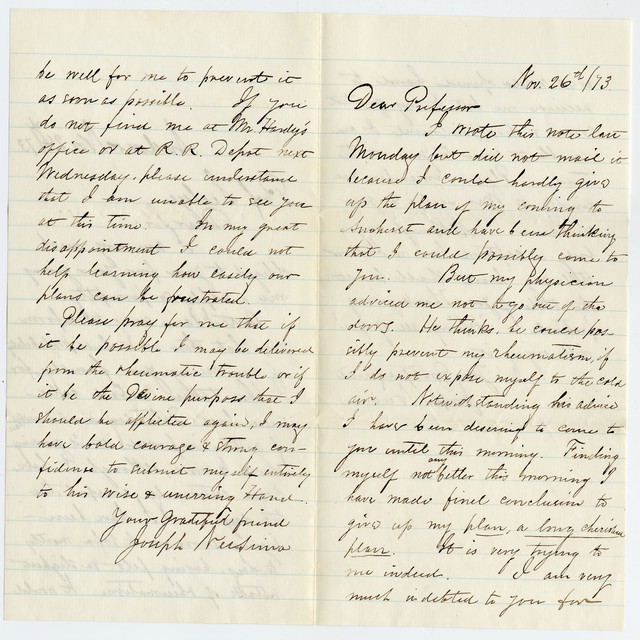 be well for me to prevent it
as soon as possible. If you
do not find me at Mr. Hardy's
office or at R. R. Depot next
Wednesday, please understand
that I am unable to see you
at this time. In my great
disappointment I could not
help learning how easily our
plans can be frustrated.
Please pray for me that if
it be possible I may be delivered
from the rheumatic trouble or if
it be the Devine purpose that I
should be afflicted again, I may
have bold courage & strong con-
fidence to submit myself entirely
to his wise & unerring Hand.
Your grateful friend
Joseph Neesima
Nov. 26th/73
Dear Professor
I wrote this note last
Monday but did not mail it
because I could hardly give
up the plan of my coming to
Amherst and have been thinking
that I could possibly come to
you. But my physician
adviced me not to go out of the
doors. He thinks, he could pos-
sibly prevent my rheumatism, if
I do not expose myself to the cold
air. Notwithstanding his advice
I have been desiring to come to
you until this morning. Finding
myself not any better this morning I
have made final conclusion to
give up my plan, a long cherished
plan. It is very trying to
me indeed. I am very
much indebted to you for